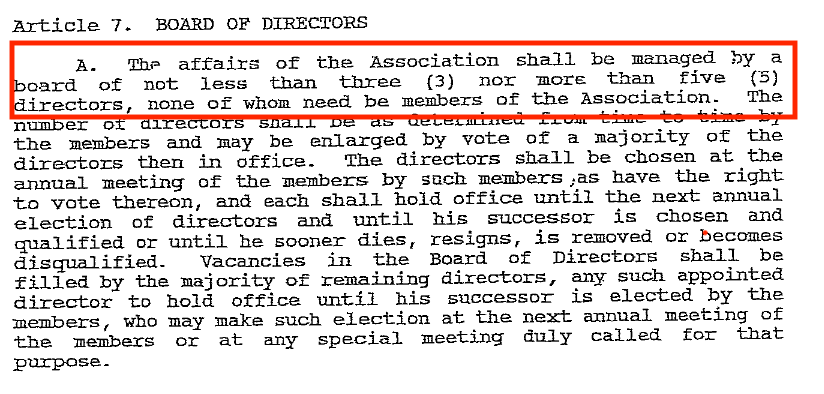 Article 7. BOARD OF DIRECTORS
A. The affairs of the Association shall be managed by a
board of not less than three (3) nor more than five (5)
directors, none of whom need be members of the Association. The
number of directors shall be as determined from time to time by
the members and may be enlarged by vote of a majority of the
directors then in office. The directors shall be chosen at the
annual meeting of the members by such members ,as have the right
to vote thereon, and each shall hold office until the next annual
election of directors and until his successor is chosen and
qualified or until he sooner dies, resigns, is removed or becomes
disqualified. Vacancies in the Board of Directors shall be
filled by the majority of remaining directors, any such appointed
director to hold office until his successor is elected by the
members, who may make such election at the next annual meeting of
the members or at any special meeting duly called for that
purpose.